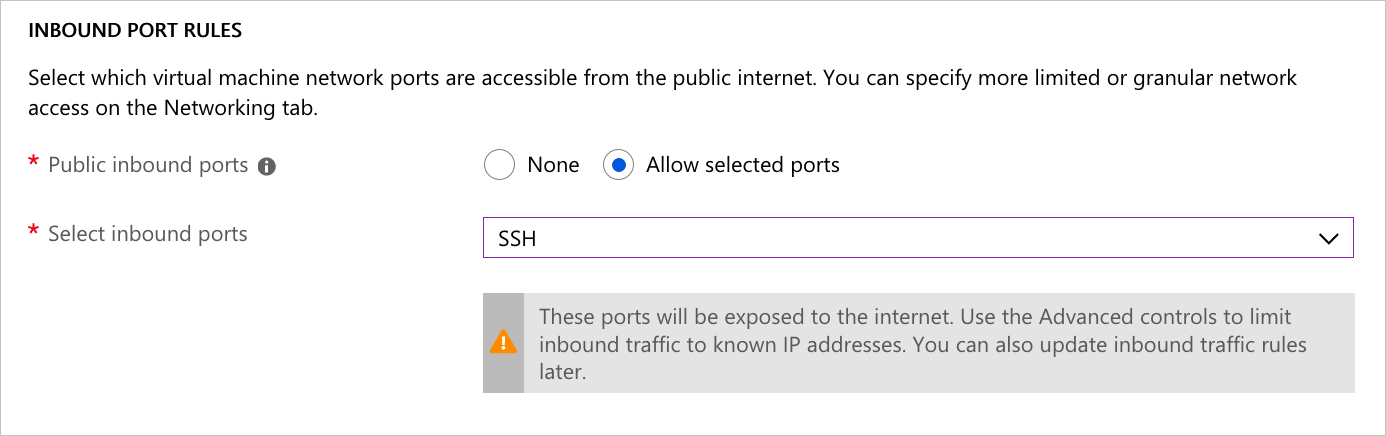 INBOUND PORT RULES
Select which virtual machine network ports are accessible from the public internet. You can specify more limited or granular network
access on the Networking tab.
* Public inbound ports
None
Allow selected ports
* Select inbound ports
SSH
These ports will be exposed to the internet. Use the Advanced controls to limit
inbound traffic to known IP addresses. You can also update inbound traffic rules
later.